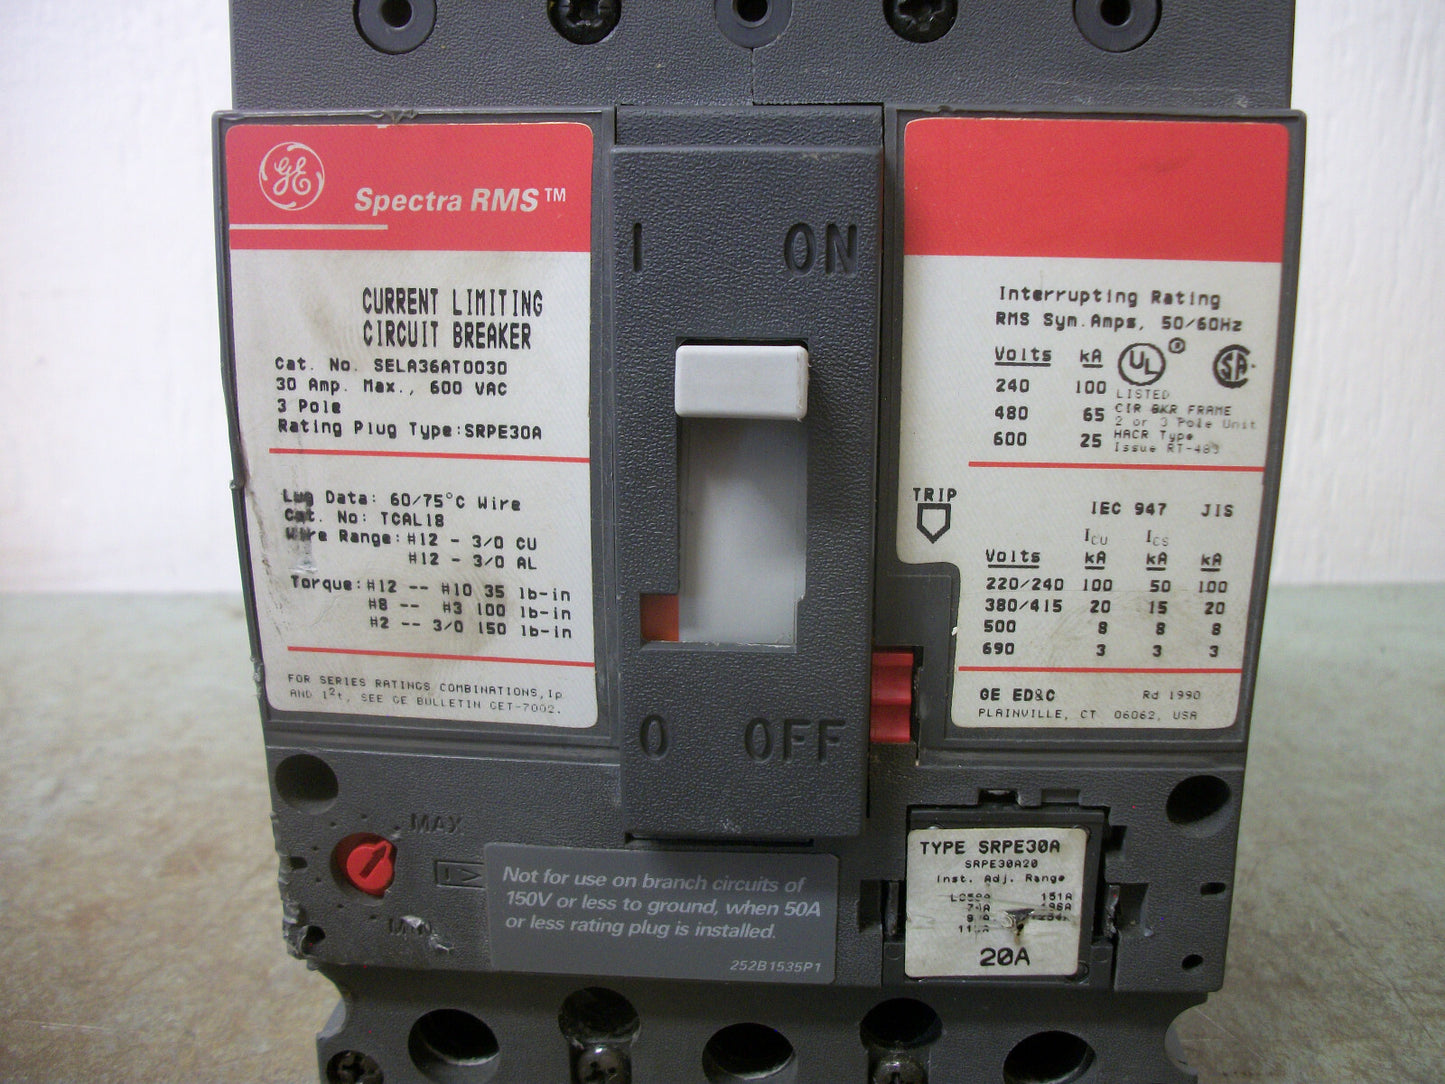 GE
Spectra RMS™
CURRENT LIMITING
CIRCUIT BREAKER
Cat. No. SELA36AT0030
30 Amp. Max., 600 VAC
3 Pole
Rating Plug Type: SRPE30A
Lug Data: 60/75°C Wire
Cat. No: TCAL18
Wire Range: #12 - 3/0 CU
#12 - 3/0 AL
Torque: #12 -- #10 35 lb-in
#8 -- #3 100 lb-in
#2 -- 3/0 150 lb-in
FOR SERIES RATINGS COMBINATIONS, Ip
AND I²t, SEE GE BULLETIN GET-7002.
I ON
O OFF
Interrupting Rating
RMS Sym. Amps, 50/60Hz
Volts kA
240 100
480 65
600 25
UL ®
SA
LISTED
CIR BKR FRAME
2 or 3 Pole Unit
HACR Type
Issue RT-483
TRIP
IEC 947 JIS
ICU ICS
Volts kA kA kA
220/240 100 50 100
380/415 20 15 20
500 8 8 8
690 3 3 3
GE ED&C Rd 1990
PLAINVILLE, CT 06062, USA
MAX
MIN
Not for use on branch circuits of
150V or less to ground, when 50A
or less rating plug is installed.
252B1535P1
TYPE SRPE30A
SRPE30A20
Inst. Adj. Range
151A
20A